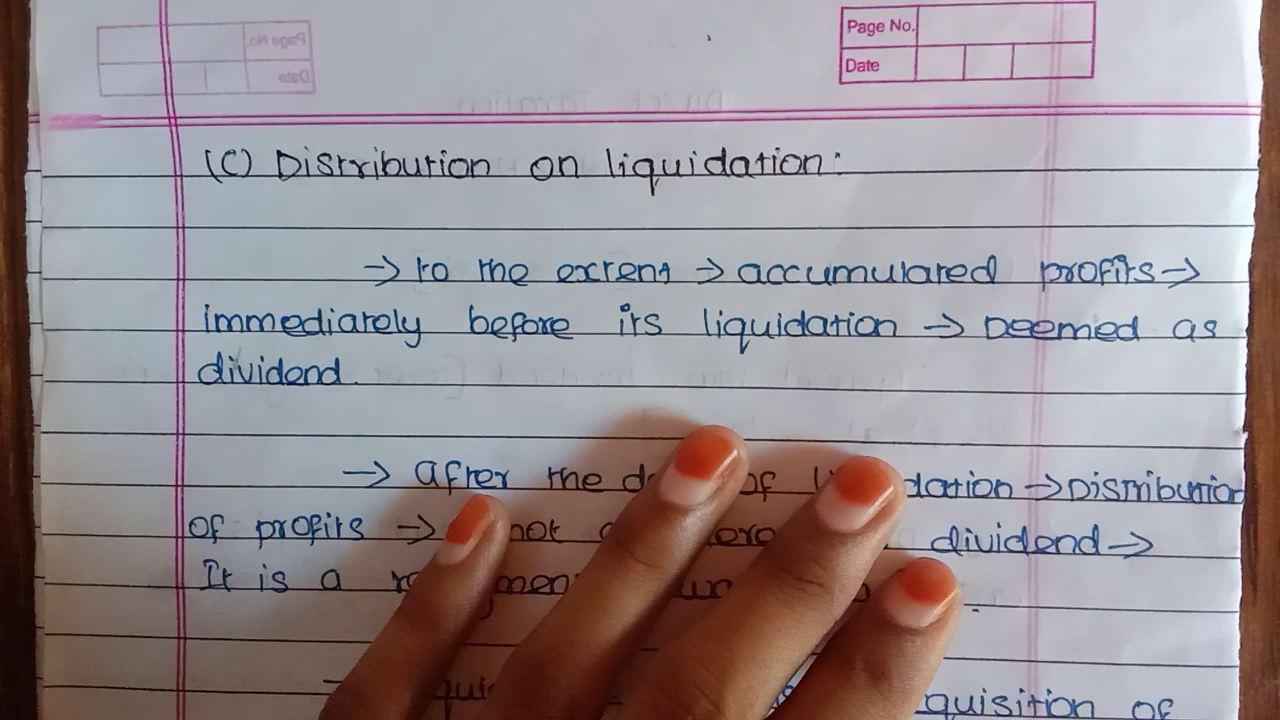 Page No.
Date
(C) Distribution on liquidation:
→ to the extent → accumulated profits →
immediately before its liquidation → Deemed as
dividend.
→ after the of → Distribution
of profits → not dividend →
It is a
quisition of